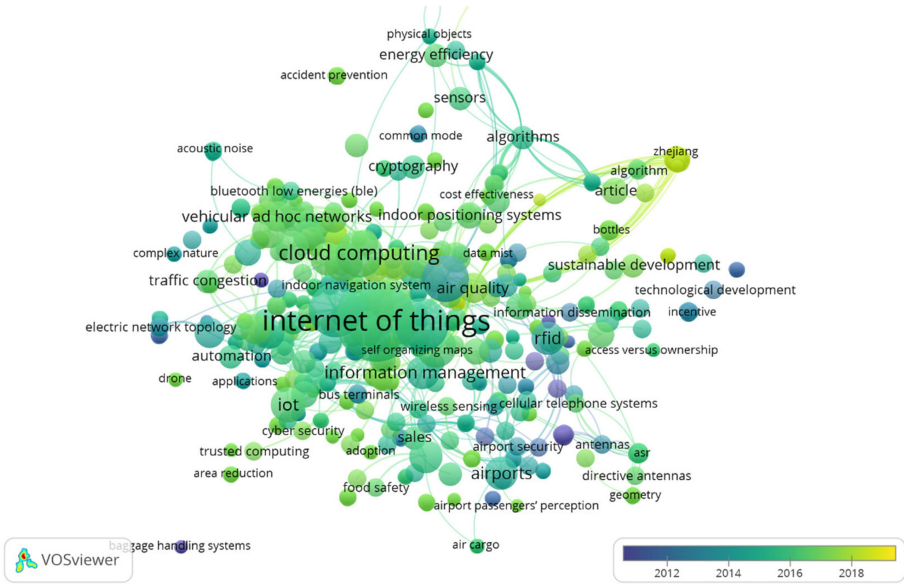 physical objects
energy efficiency
accident prevention
sensors
common mode
algorithms
acoustic noise
zhejiang
cryptography
algorithm
bluetooth low energies (ble)
cost effectiveness
article
vehicular ad hoc networks
indoor positioning systems
bottles
complex nature
cloud computing
data mist
sustainable development
traffic congestion
indoor navigation system
air quality
technological development
internet of things
information dissemination
incentive
electric network topology
rfid
automation
self organizing maps
access versus ownership
drone
applications
information management
bus terminals
iot
wireless sensing
cellular telephone systems
cyber security
sales
airport security
antennas
trusted computing
adoption
asr
area reduction
airports
directive antennas
food safety
geometry
airport passengers' perception
baggage handling systems
air cargo
VOSviewer
2012 2014 2016 2018